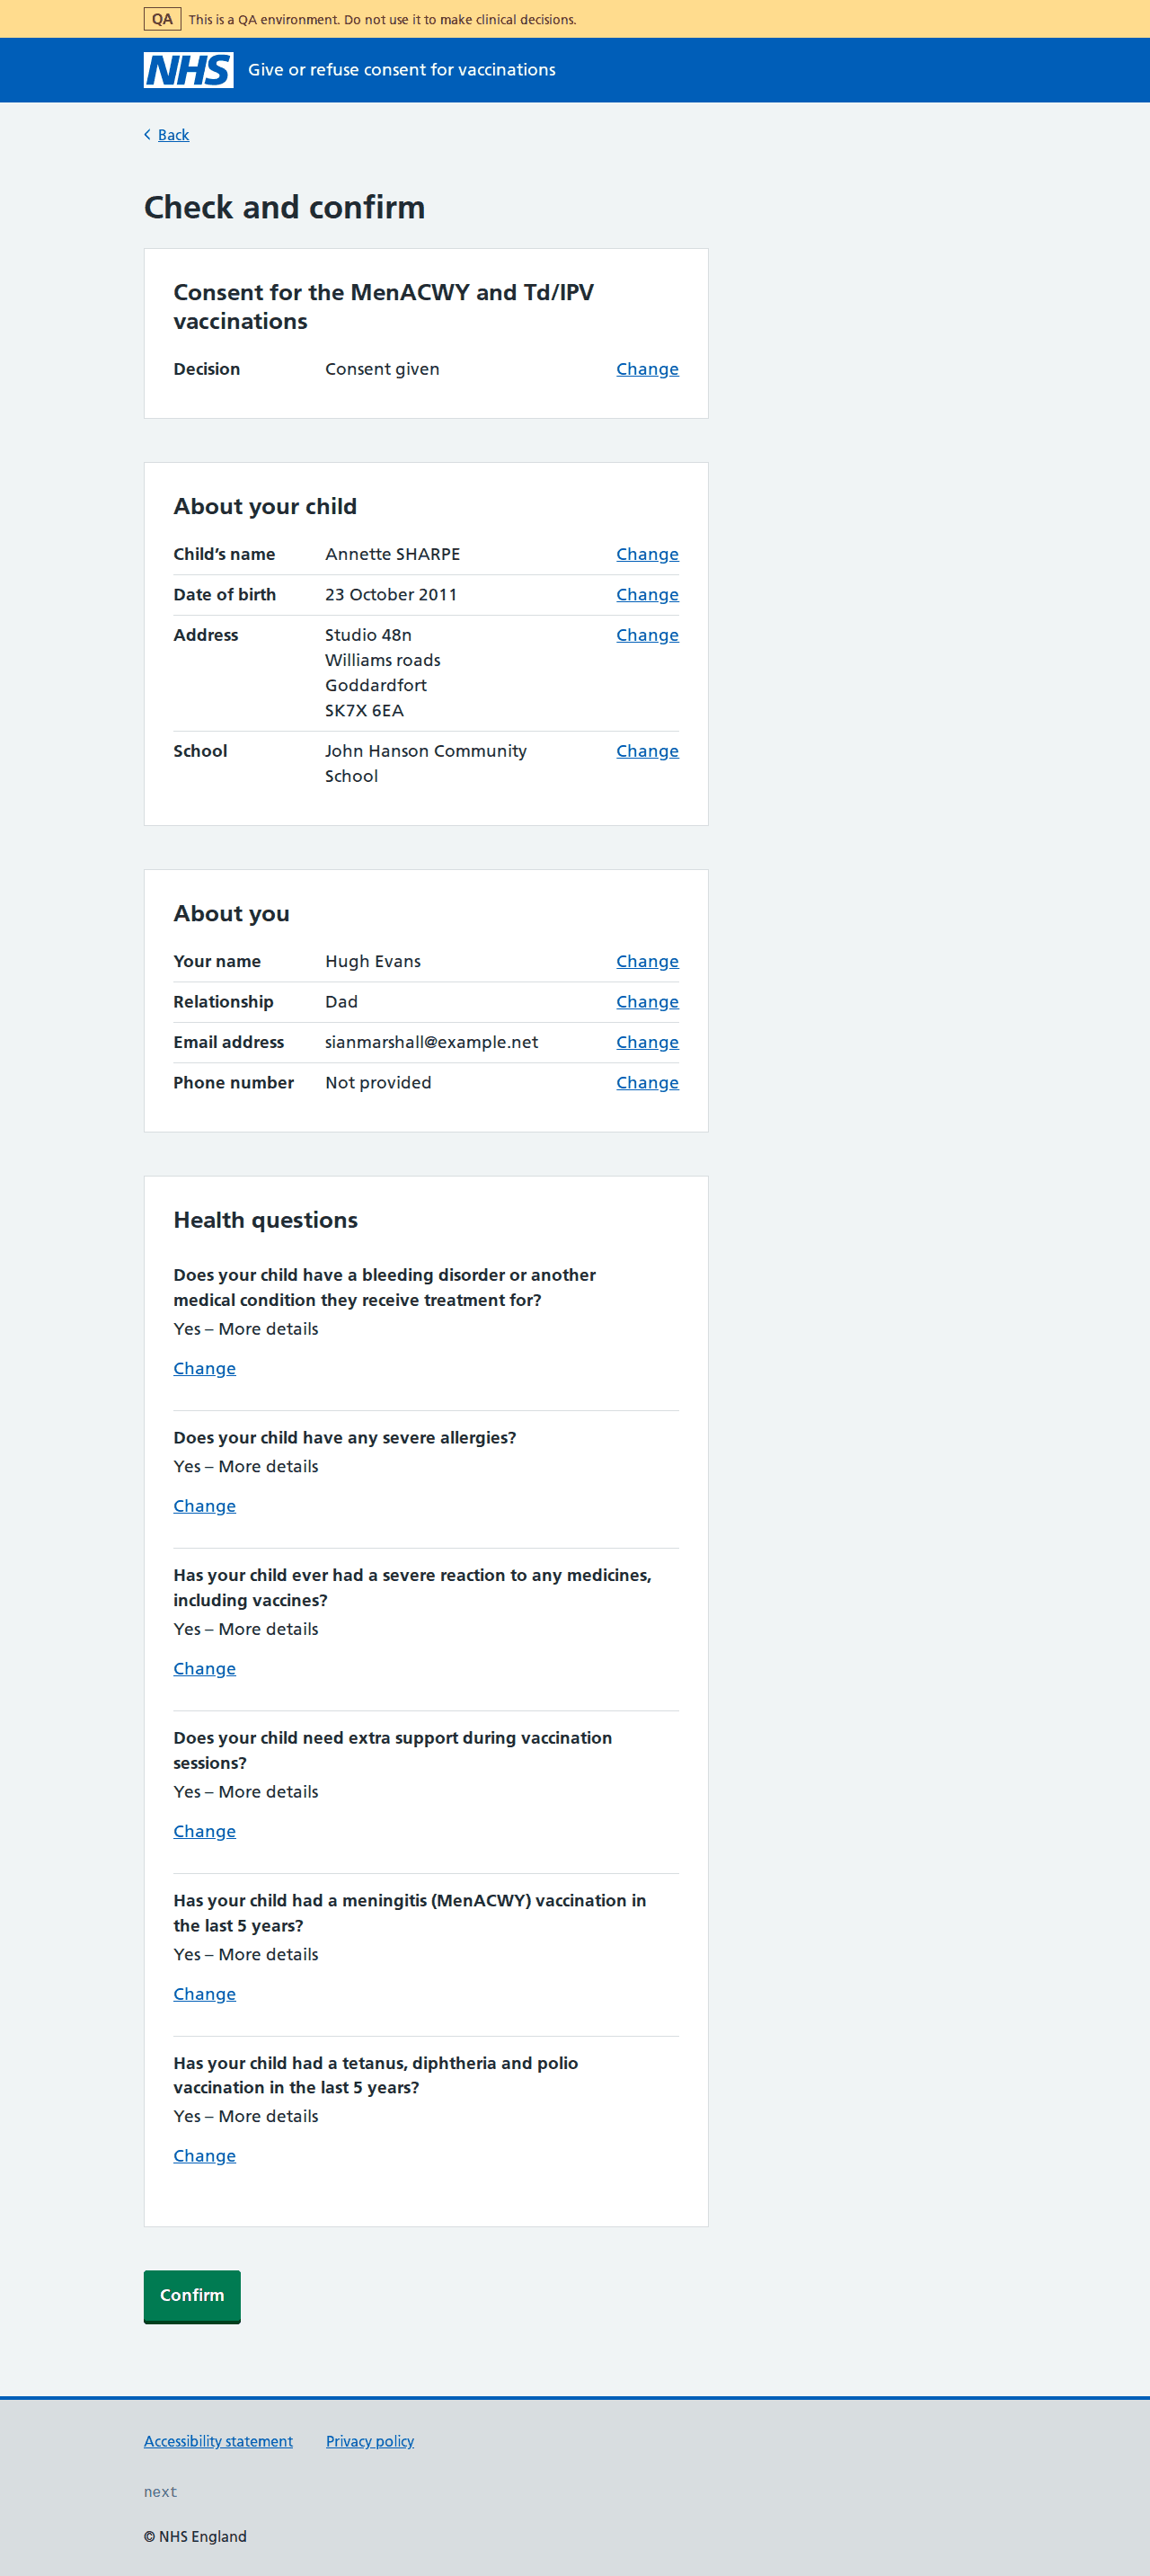 QA This is a QA environment. Do not use it to make clinical decisions.
NHS Give or refuse consent for vaccinations
Back
Check and confirm
Consent for the MenACWY and Td/IPV
vaccinations
Decision Consent given Change
About your child
Child’s name Annette SHARPE Change
Date of birth 23 October 2011 Change
Address Studio 48n Change
Williams roads
Goddardfort
SK7X 6EA
School John Hanson Community Change
School
About you
Your name Hugh Evans Change
Relationship Dad Change
Email address sianmarshall@example.net Change
Phone number Not provided Change
Health questions
Does your child have a bleeding disorder or another
medical condition they receive treatment for?
Yes – More details
Change
Does your child have any severe allergies?
Yes – More details
Change
Has your child ever had a severe reaction to any medicines,
including vaccines?
Yes – More details
Change
Does your child need extra support during vaccination
sessions?
Yes – More details
Change
Has your child had a meningitis (MenACWY) vaccination in
the last 5 years?
Yes – More details
Change
Has your child had a tetanus, diphtheria and polio
vaccination in the last 5 years?
Yes – More details
Change
Confirm
Accessibility statement Privacy policy
next
© NHS England